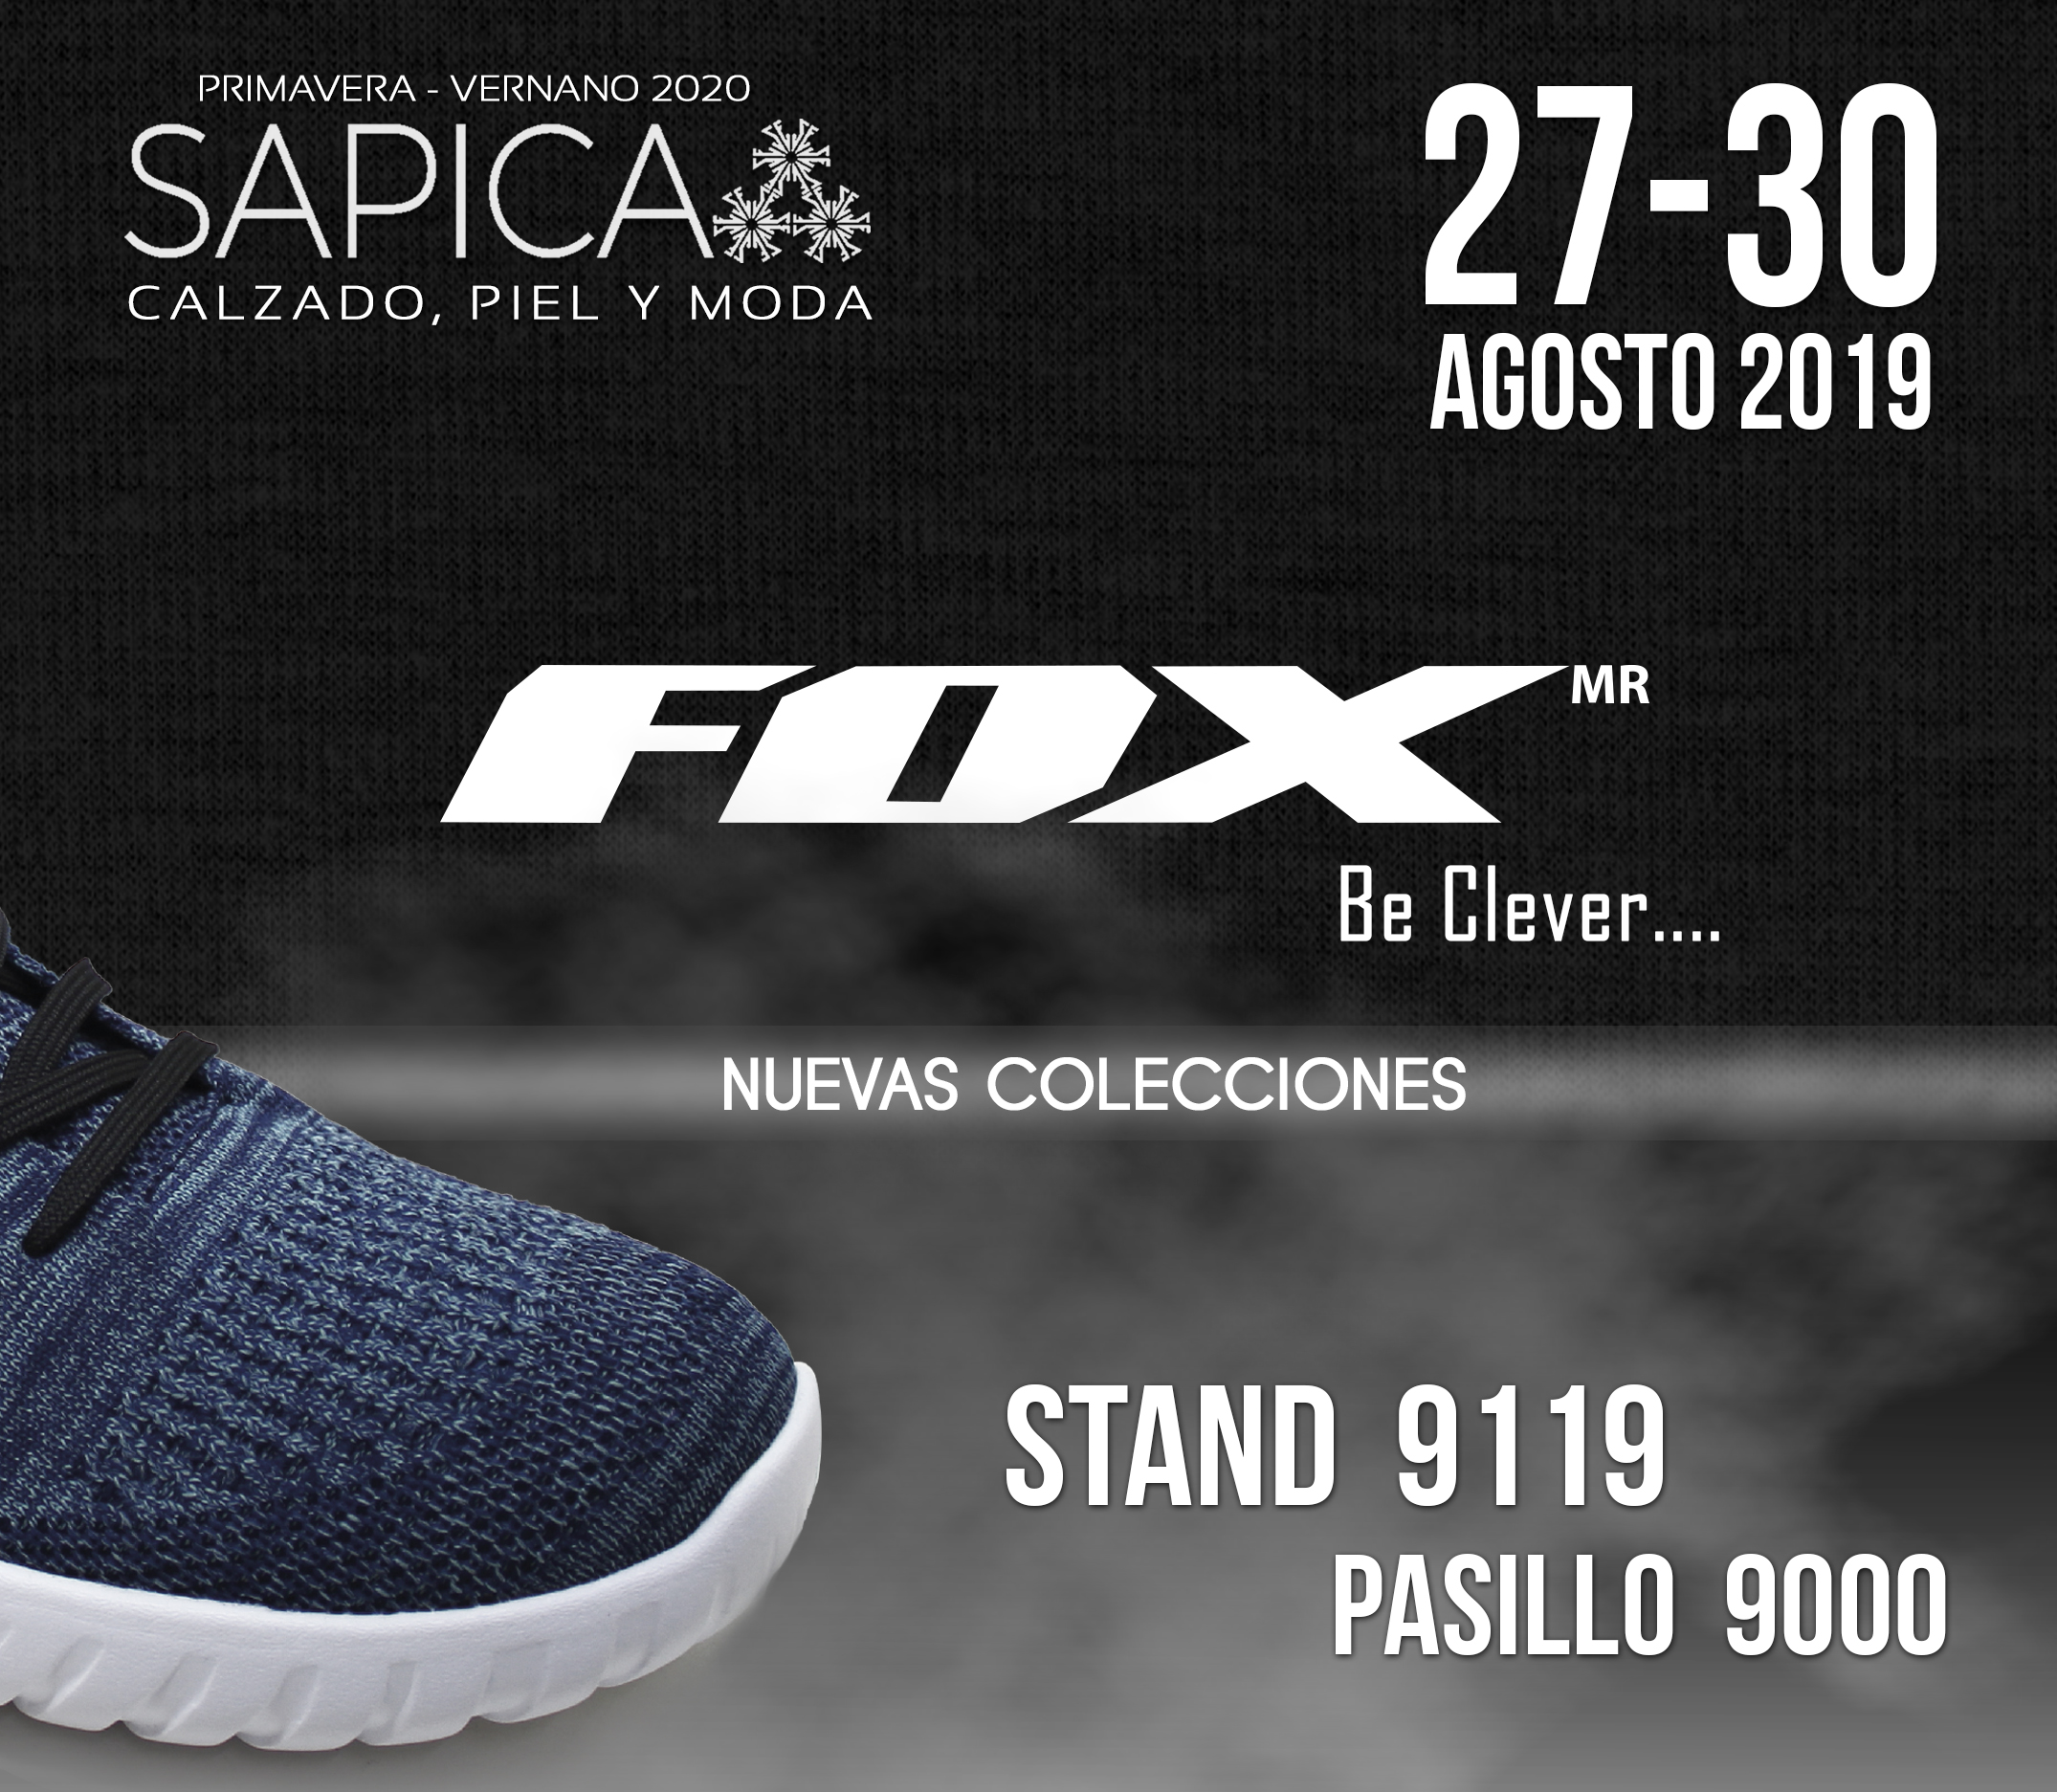 PRIMAVERA - VERNANO 2020
SAPICA
CALZADO, PIEL Y MODA
27-30
AGOSTO 2019
FOX MR
Be Clever....
NUEVAS COLECCIONES
STAND 9119
PASILLO 9000